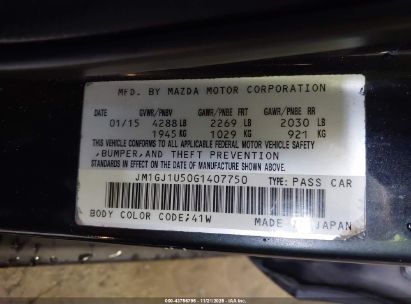 MFD. BY MAZDA MOTOR CORPORATION
GVWR/PNBV GAWR/PNBE FRT GAWR/PNBE RR
01/15 4288 LB 2269 LB 2030 LB
1945 KG 1029 KG 921 KG
THIS VEHICLE CONFORMS TO ALL APPLICABLE U.S. FEDERAL MOTOR VEHICLE SAFETY
, BUMPER, AND THEFT PREVENTION
STANDARDS IN EFFECT ON THE DATE OF MANUFACTURE SHOWN ABOVE.
JM1GJ1U50G1407750 TYPE: PASS CAR
BODY COLOR CODE: 41W MADE IN JAPAN